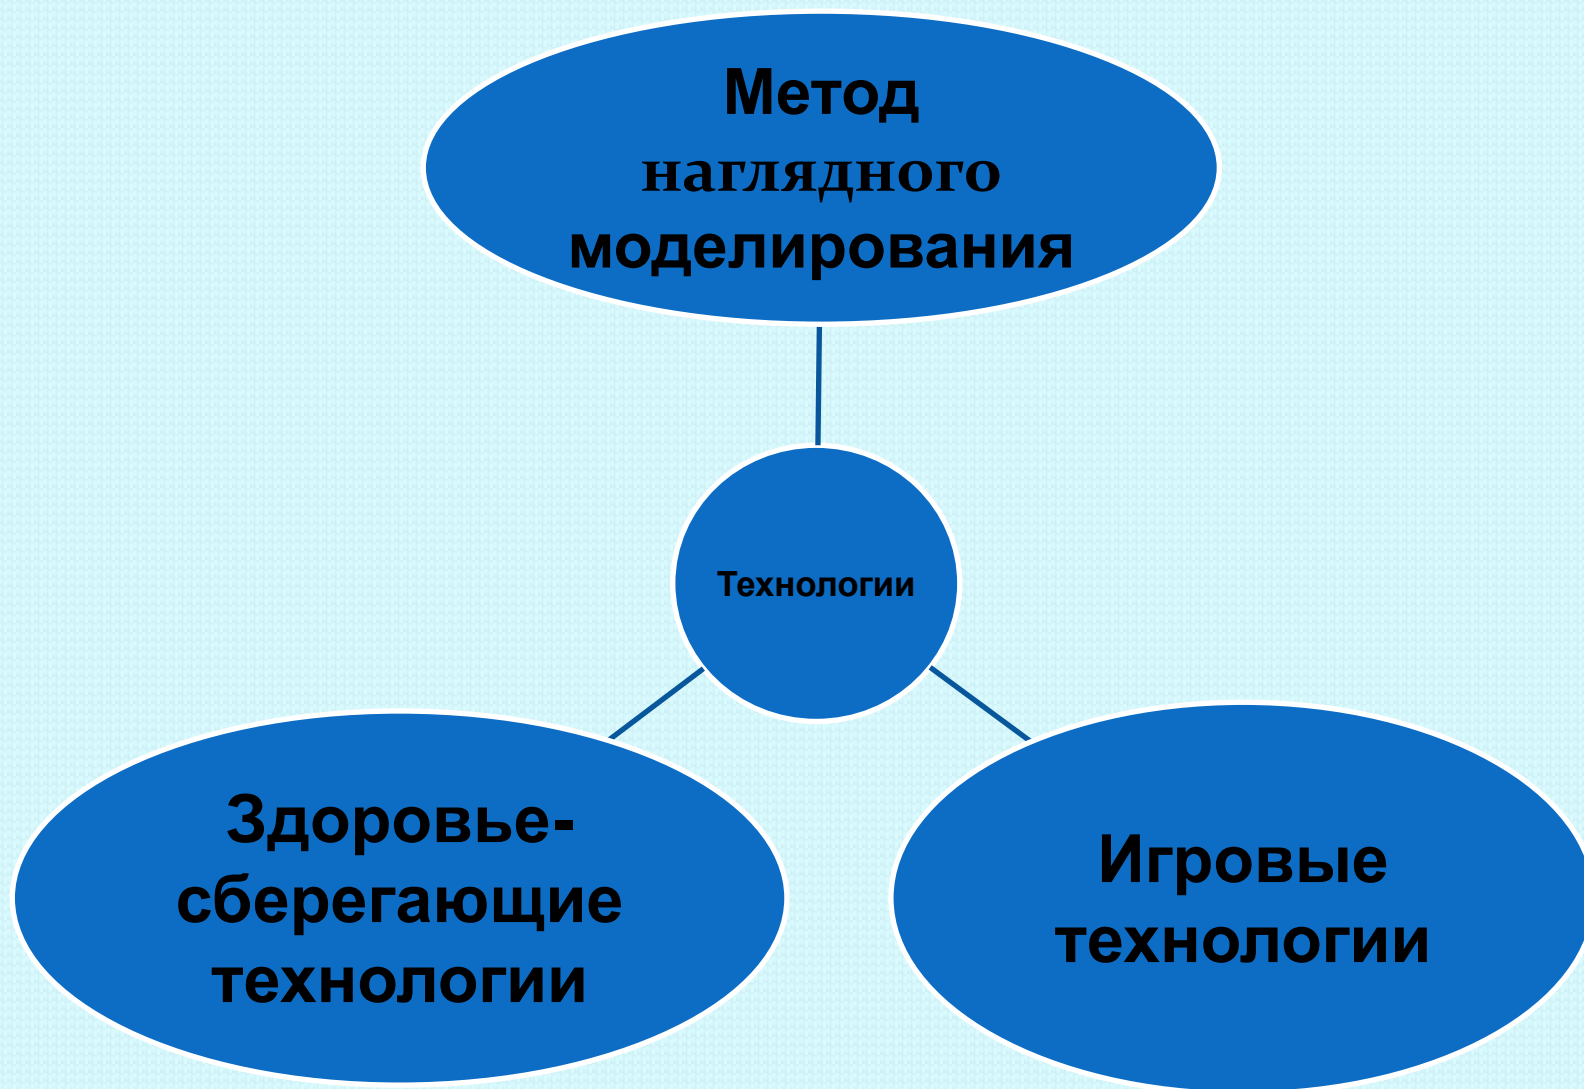 Метод
наглядного
моделирования
Технологии
Здоровье-
сберегающие
технологии
Игровые
технологии